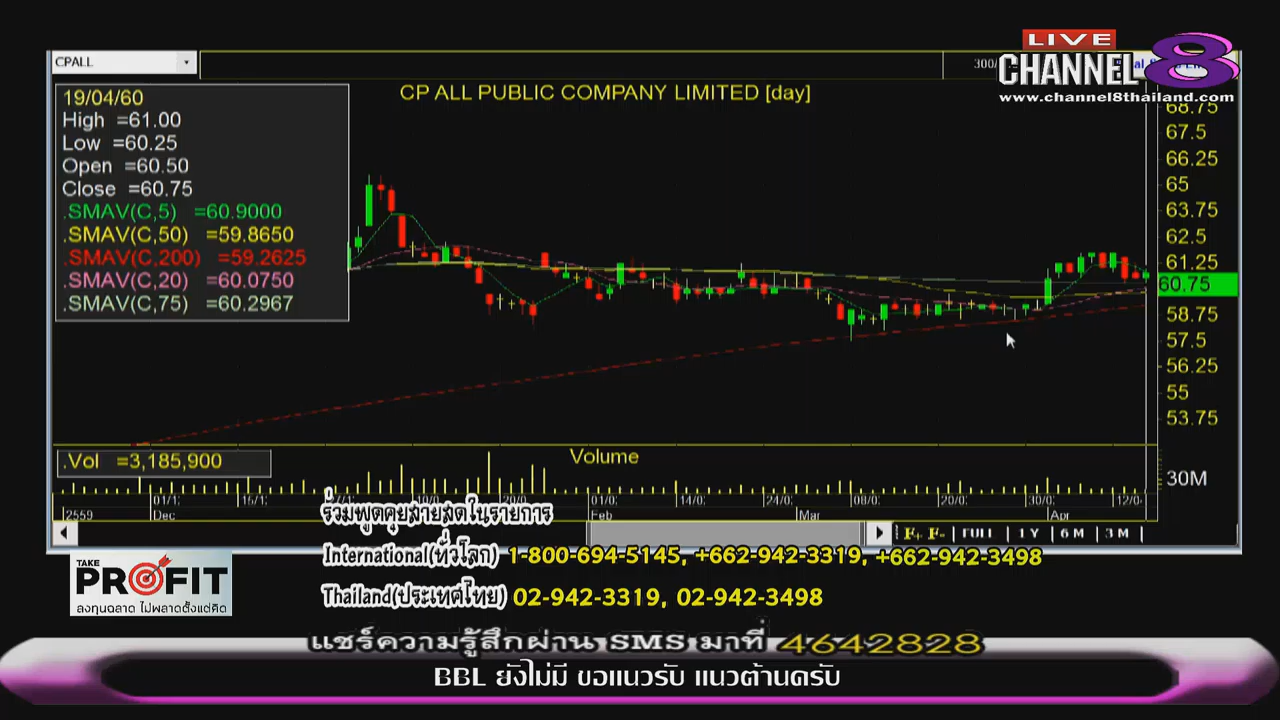 LIVE
CHANNEL 8
www.channel8thailand.com
CPALL
CP ALL PUBLIC COMPANY LIMITED [day]
19/04/60
High =61.00
Low =60.25
Open =60.50
Close =60.75
.SMAV(C,5) =60.9000
.SMAV(C,50) =59.8650
.SMAV(C,200) =59.2625
.SMAV(C,20) =60.0750
.SMAV(C,75) =60.2967
68.75
67.5
66.25
65
63.75
62.5
61.25
60.75
58.75
57.5
56.25
55
53.75
.Vol =3,185,900
Volume
30M
2559 Dec Feb Mar Apr
F+ F- FULL 1 Y 6 M 3 M
ร่วมพูดคุยสายสดในรายการ
International(ทั่วโลก) 1-800-694-5145, +662-942-3319, +662-942-3498
Thailand(ประเทศไทย) 02-942-3319, 02-942-3498
TAKE
PROFIT
ลงทุนฉลาด ไม่พลาดตั้งแต่คิด
แชร์ความรู้สึกผ่าน SMS มาที่ 4642828
BBL ยังไม่มี ขอแนวรับ แนวต้านครับ